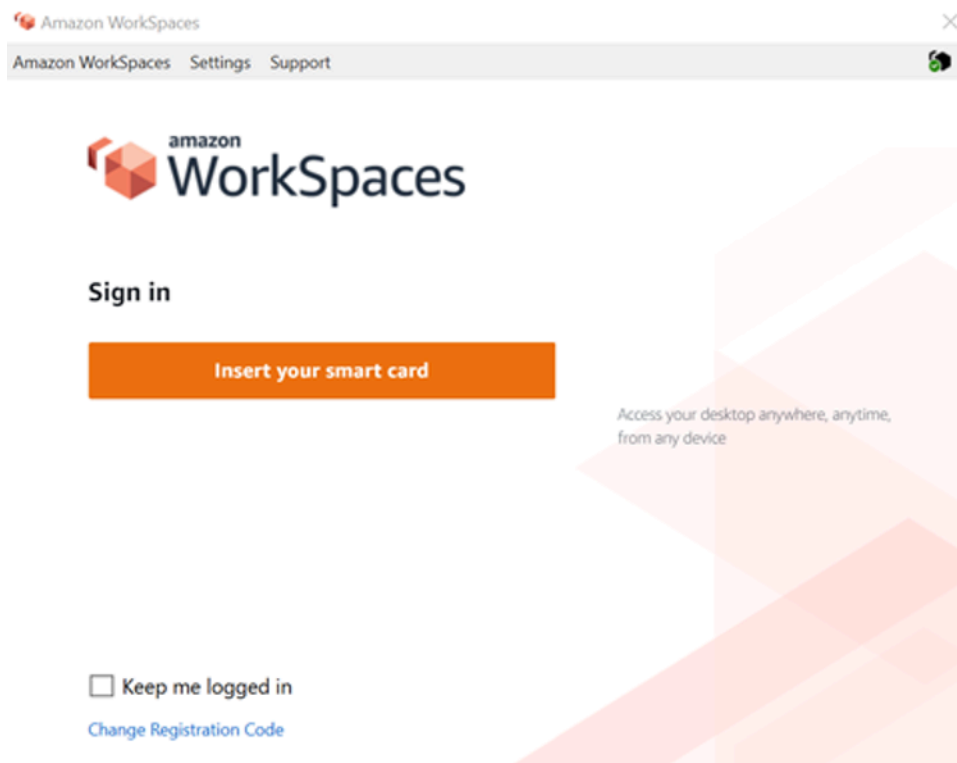 Amazon WorkSpaces
Amazon WorkSpaces Settings Support
amazon
WorkSpaces
Sign in
Insert your smart card
Access your desktop anywhere, anytime,
from any device
Keep me logged in
Change Registration Code